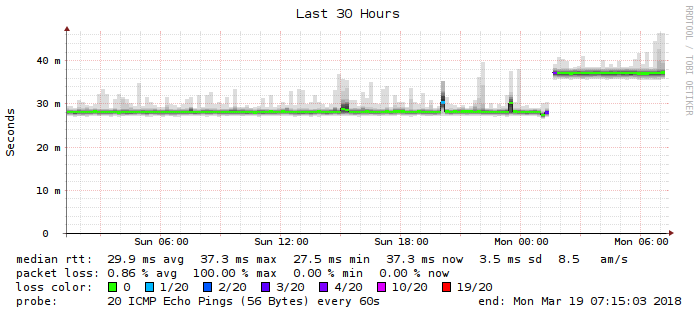 Last 30 Hours
RRDTOOL / TOBI OETIKER
Seconds
40 m
30 m
20 m
10 m
0
Sun 06:00 Sun 12:00 Sun 18:00 Mon 00:00 Mon 06:00
median rtt: 29.9 ms avg 37.3 ms max 27.5 ms min 37.3 ms now 3.5 ms sd 8.5 am/s
packet loss: 0.86 % avg 100.00 % max 0.00 % min 0.00 % now
loss color: 0 1/20 2/20 3/20 4/20 10/20 19/20
probe: 20 ICMP Echo Pings (56 Bytes) every 60s end: Mon Mar 19 07:15:03 2018